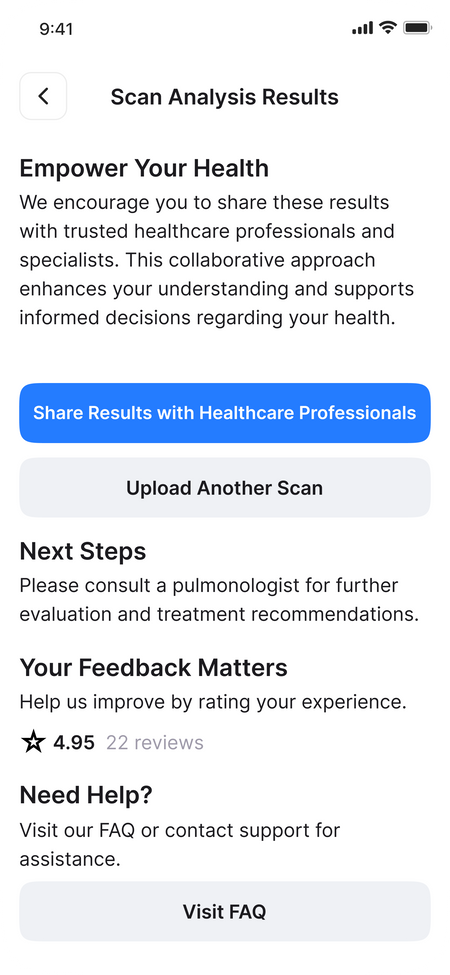 9:41
Scan Analysis Results
Empower Your Health
We encourage you to share these results
with trusted healthcare professionals and
specialists. This collaborative approach
enhances your understanding and supports
informed decisions regarding your health.
Share Results with Healthcare Professionals
Upload Another Scan
Next Steps
Please consult a pulmonologist for further
evaluation and treatment recommendations.
Your Feedback Matters
Help us improve by rating your experience.
4.95 22 reviews
Need Help?
Visit our FAQ or contact support for
assistance.
Visit FAQ